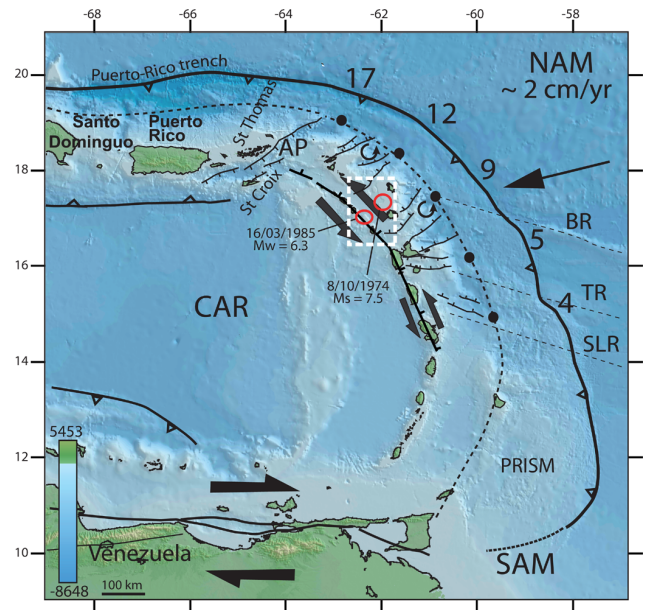 -68
-66
-64
-62
-60
-58
20
18
16
14
12
10
Puerto-Rico trench
17
NAM
~ 2 cm/yr
12
Santo
Dominguo
Puerto
Rico
St Thomas
AP
9
St Croix
BR
16/03/1985
Mw = 6.3
5
8/10/1974
Ms = 7.5
CAR
4
TR
SLR
5453
PRISM
Venezuela
SAM
-8648
100 km